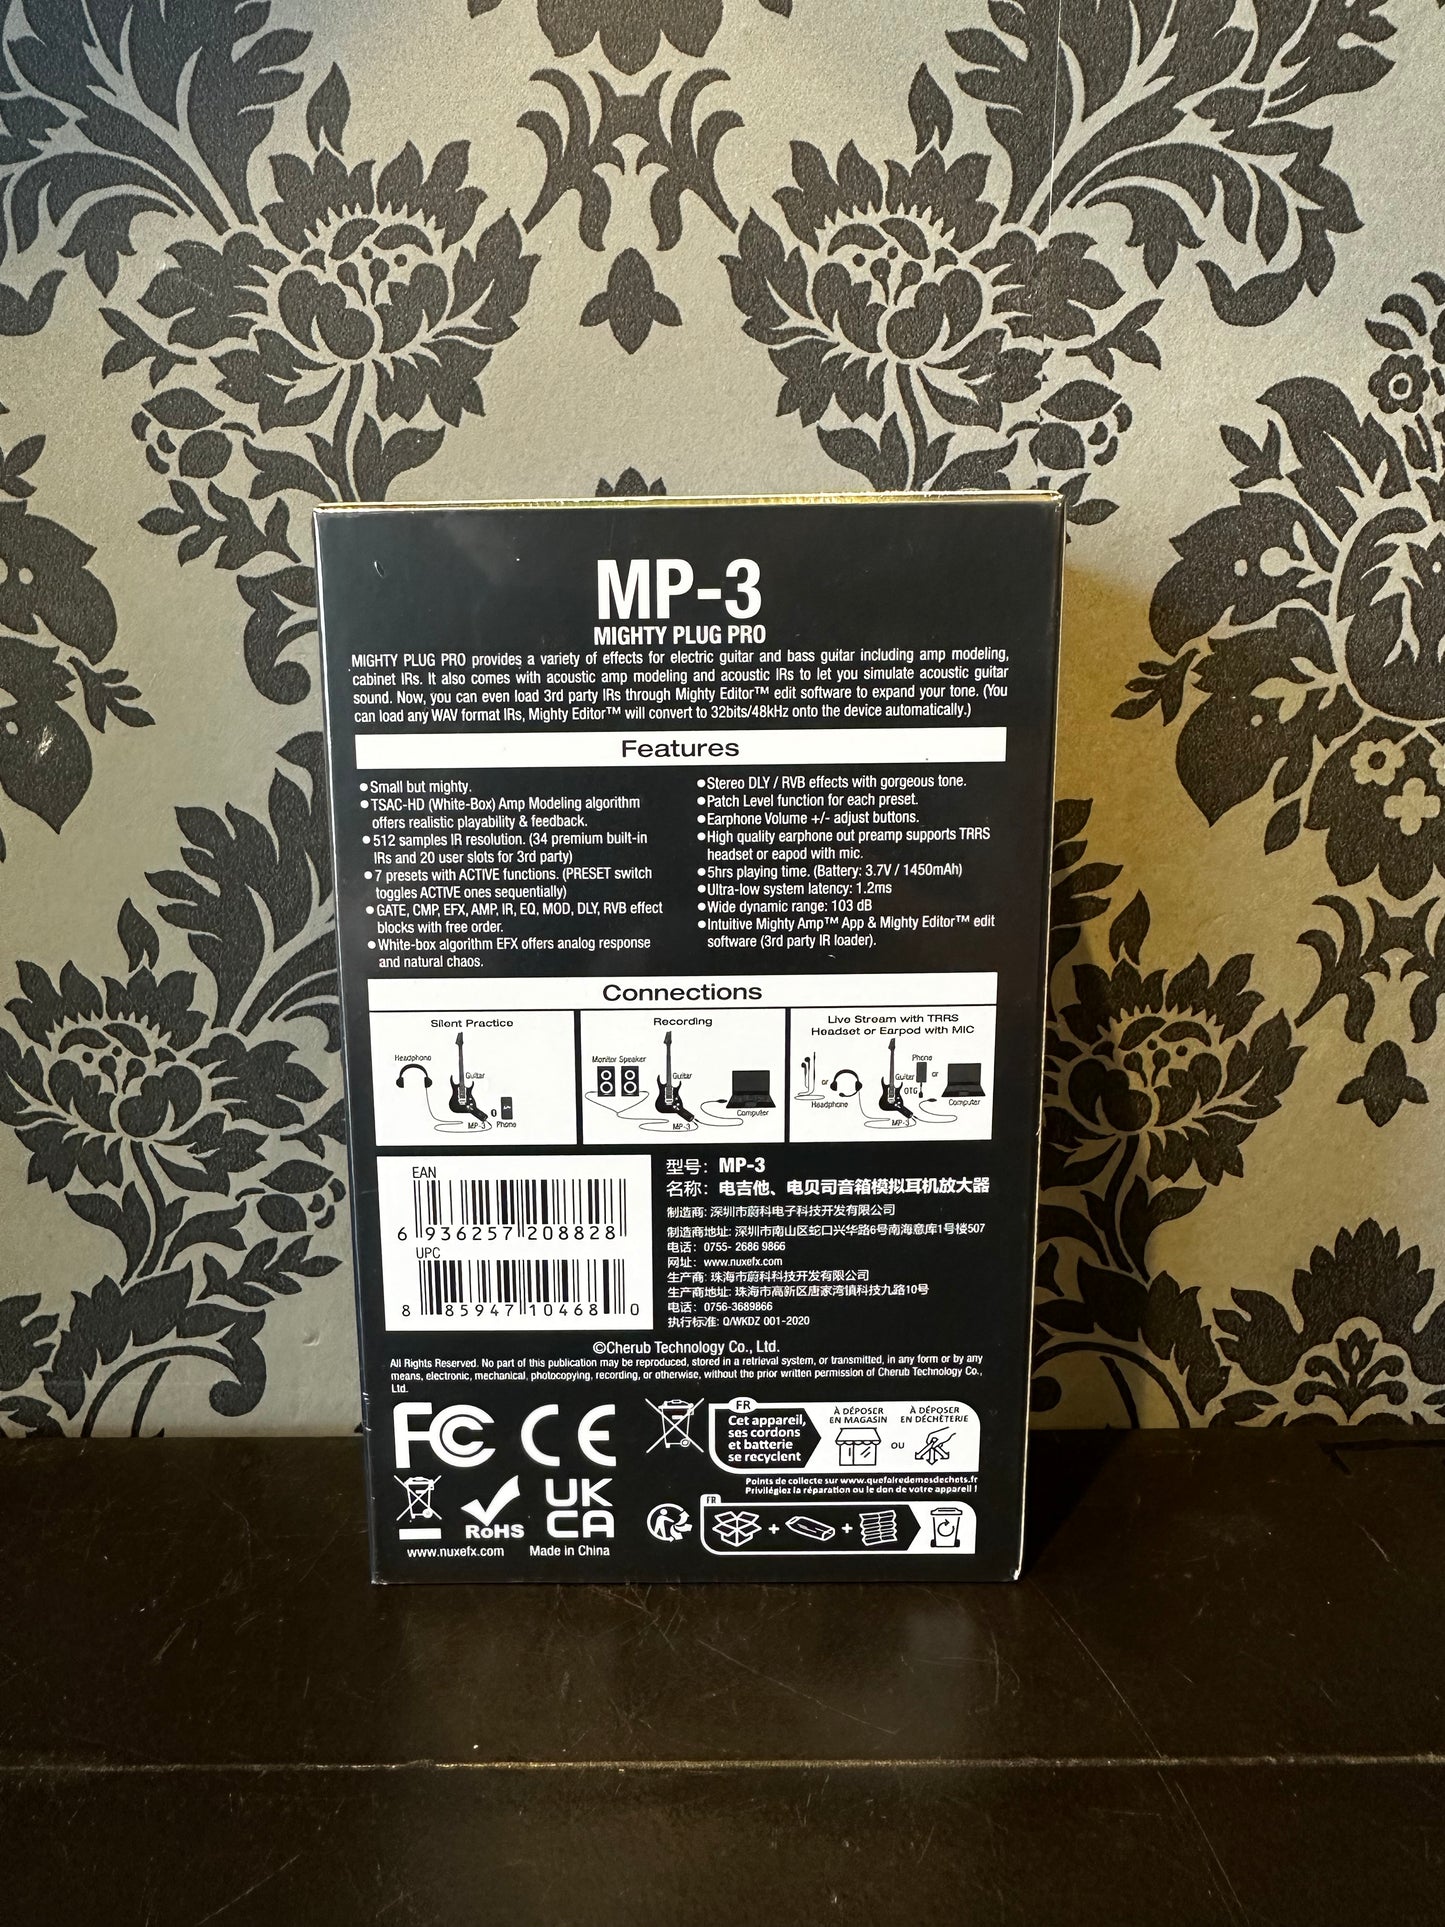 MP-3
MIGHTY PLUG PRO
MIGHTY PLUG PRO provides a variety of effects for electric guitar and bass guitar including amp modeling,
cabinet IRs. It also comes with acoustic amp modeling and acoustic IRs to let you simulate acoustic guitar
sound. Now, you can even load 3rd party IRs through Mighty Editor™ edit software to expand your tone. (You
can load any WAV format IRs, Mighty Editor™ will convert to 32bits/48kHz onto the device automatically.)
Features
●Small but mighty.
●TSAC-HD (White-Box) Amp Modeling algorithm
offers realistic playability & feedback.
●512 samples IR resolution. (34 premium built-in
IRs and 20 user slots for 3rd party)
●7 presets with ACTIVE functions. (PRESET switch
toggles ACTIVE ones sequentially)
●GATE, CMP, EFX, AMP, IR, EQ, MOD, DLY, RVB effect
blocks with free order.
●White-box algorithm EFX offers analog response
and natural chaos.
●Stereo DLY / RVB effects with gorgeous tone.
●Patch Level function for each preset.
●Earphone Volume +/- adjust buttons.
●High quality earphone out preamp supports TRRS
headset or eapod with mic.
●5hrs playing time. (Battery: 3.7V / 1450mAh)
●Ultra-low system latency: 1.2ms
●Wide dynamic range: 103 dB
●Intuitive Mighty Amp™ App & Mighty Editor™ edit
software (3rd party IR loader).
Connections
Silent Practice
Headphone
Guitar
MP-3
Phone
Recording
Monitor Speaker
Guitar
Computer
MP-3
Live Stream with TRRS
Headset or Earpod with MIC
Phone
or
Guitar
or
OTG
Headphone
Computer
MP-3
EAN
6 936257 208828
UPC
8 85947 10468 0
型号: MP-3
名称: 电吉他、电贝司音箱模拟耳机放大器
制造商: 深圳市蔚科电子科技开发有限公司
制造商地址: 深圳市南山区蛇口兴华路6号南海意库1号楼507
电话: 0755- 2686 9866
网址: www.nuxefx.com
生产商: 珠海市蔚科科技开发有限公司
生产商地址: 珠海市高新区唐家湾镇科技九路10号
电话: 0756-3689866
执行标准: Q/WKDZ 001-2020
©Cherub Technology Co., Ltd.
All Rights Reserved. No part of this publication may be reproduced, stored in a retrieval system, or transmitted, in any form or by any
means, electronic, mechanical, photocopying, recording, or otherwise, without the prior written permission of Cherub Technology Co.,
Ltd.
FC CE
FR
Cet appareil,
ses cordons
et batterie
se recyclent
À DÉPOSER
EN MAGASIN
OU
À DÉPOSER
EN DÉCHÈTERIE
Points de collecte sur www.quefairedemesdechets.fr
Privilégiez la réparation ou le don de votre appareil !
RoHS
UK
CA
FR
+ +
www.nuxefx.com Made in China